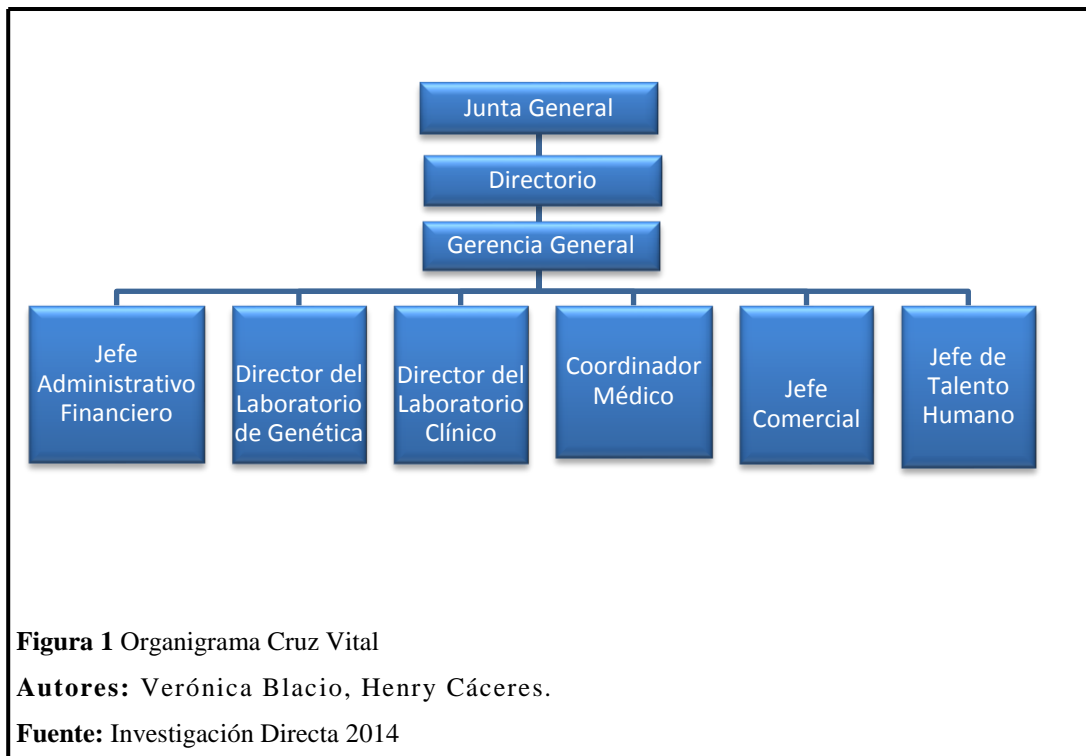 Junta General
Directorio
Gerencia General
Jefe
Administrativo
Financiero
Director del
Laboratorio
de Genética
Director del
Laboratorio
Clínico
Coordinador
Médico
Jefe
Comercial
Jefe de
Talento
Humano
Figura 1 Organigrama Cruz Vital
Autores: Verónica Blacio, Henry Cáceres.
Fuente: Investigación Directa 2014